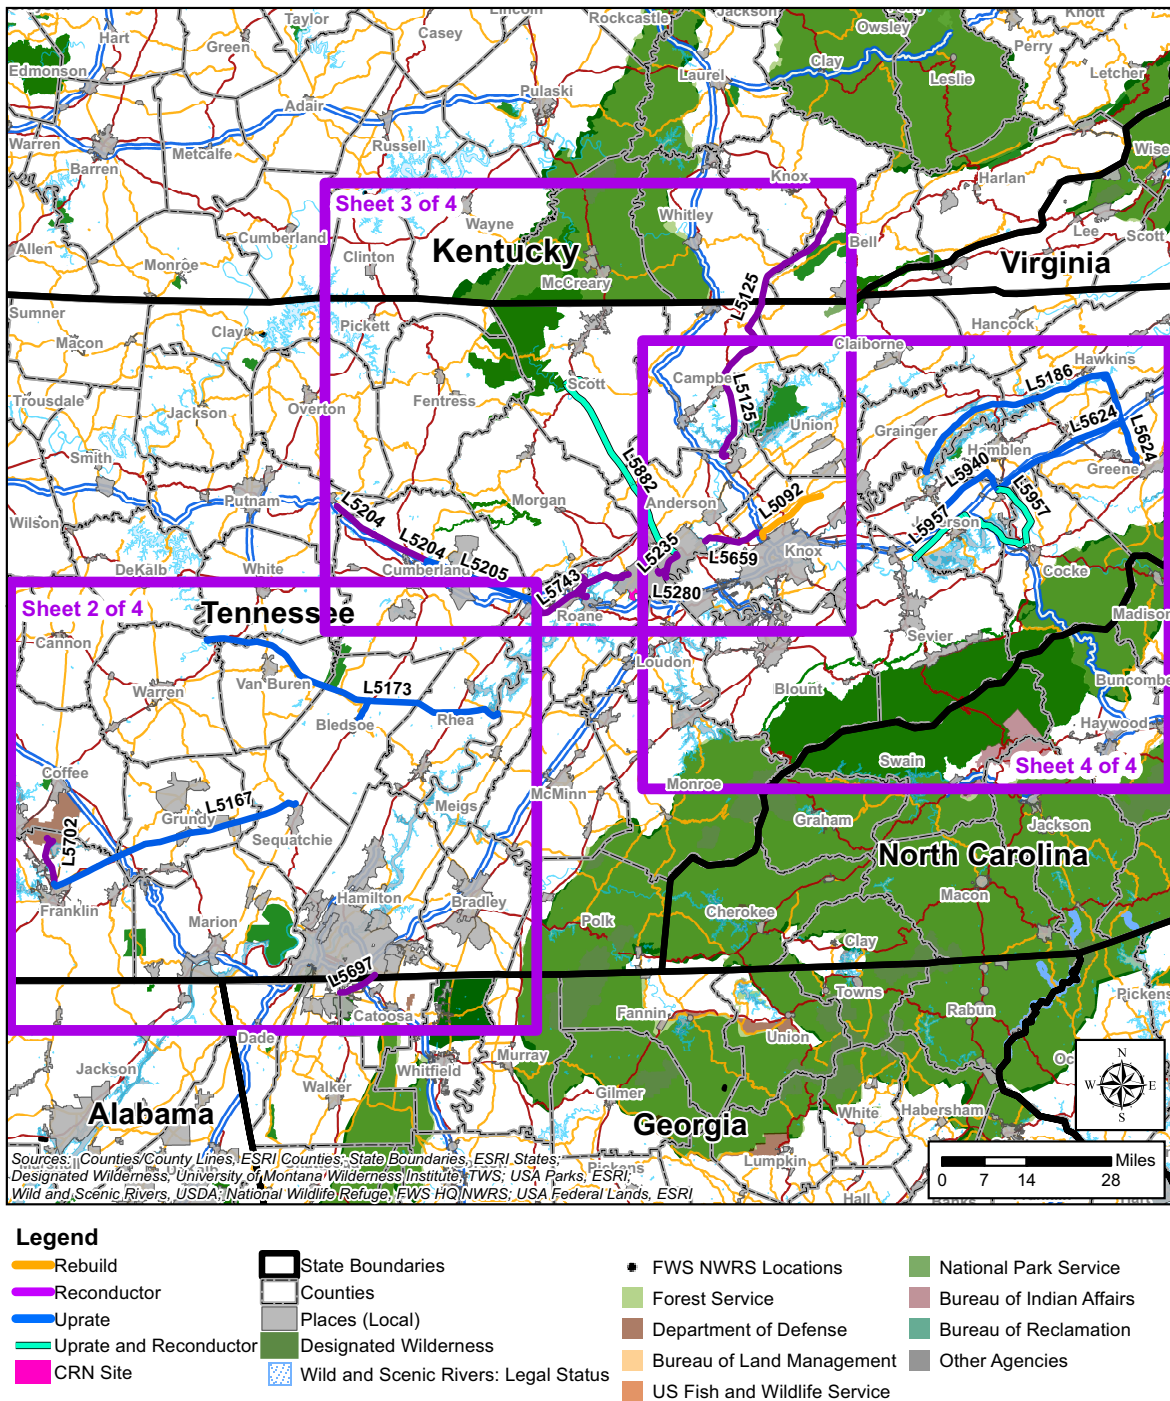 Taylor
Lincoln
Rockcastle
Jackson
Knott
Hart
Green
Casey
Owsley
Perry
Edmonson
Laurel
Clay
Leslie
Letcher
Adair
Pulaski
Warren
Metcalfe
Russell
Wise
Barren
Knox
Harlan
Sheet 3 of 4
Wayne
Whitley
Lee
Scott
Allen
Cumberland
Kentucky
Bell
Virginia
Monroe
Clinton
McCreary
L5125
Sumner
Clay
Pickett
Hancock
Macon
Claiborne
Hawkins
Trousdale
Jackson
Overton
Fentress
Scott
Campbe
L5125
Union
L5186
L5624
L5624
Grainger
Hamblen
Smith
L5882
L5940
Greene
Putnam
Morgan
Anderson
L5092
L5957
Wilson
L5204
L5204
L5957
erson
DeKalb
White
Cumberland
L5205
L5235
L5659
Knox
Cocke
L5743
L5280
Sheet 2 of 4
Tennessee
Roane
Madison
Cannon
Sevier
Loudon
Warren
Van Buren
L5173
Blount
Buncombe
Bledsoe
Rhea
Haywood
Swain
Sheet 4 of 4
Coffee
Monroe
McMinn
Meigs
L5167
Grundy
L5702
Sequatchie
Graham
Jackson
North Carolina
Franklin
Hamilton
Bradley
Macon
Marion
Polk
Cherokee
Clay
L5697
Towns
Pickens
Catoosa
Fannin
Rabun
Dade
Union
Murray
Oc
Jackson
Walker
Whitfield
Gilmer
N
W E
S
Alabama
Georgia
White
Habersham
Lumpkin
Pickens
Hall
Banks
Sources: Counties/County Lines, ESRI Counties; State Boundaries, ESRI States;
Designated Wilderness, University of Montana Wilderness Institute, TWS; USA Parks, ESRI;
Wild and Scenic Rivers, USDA; National Wildlife Refuge, FWS HQ NWRS; USA Federal Lands, ESRI
Miles
0 7 14 28
Legend
Rebuild
Reconductor
Uprate
Uprate and Reconductor
CRN Site
State Boundaries
Counties
Places (Local)
Designated Wilderness
Wild and Scenic Rivers: Legal Status
FWS NWRS Locations
Forest Service
Department of Defense
Bureau of Land Management
US Fish and Wildlife Service
National Park Service
Bureau of Indian Affairs
Bureau of Reclamation
Other Agencies